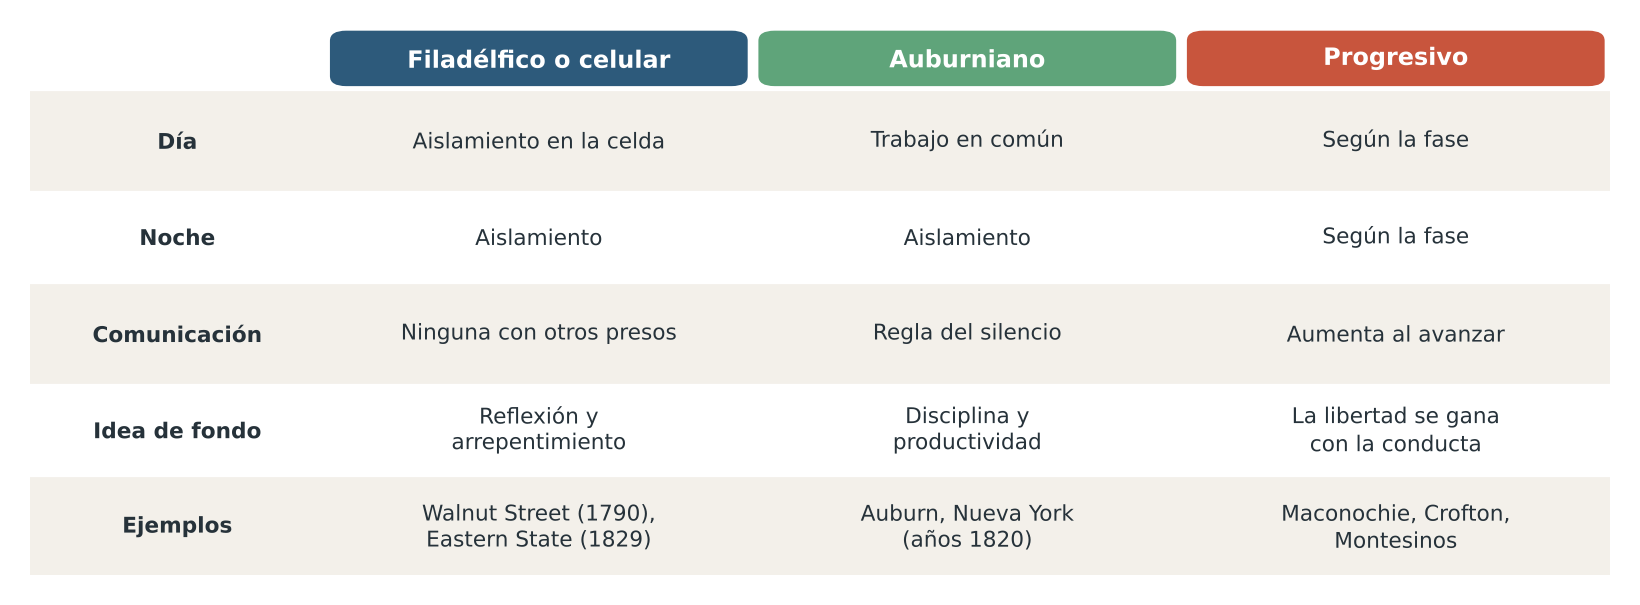 Filadélfico o celular
Auburniano
Progresivo
Día
Aislamiento en la celda
Trabajo en común
Según la fase
Noche
Aislamiento
Aislamiento
Según la fase
Comunicación
Ninguna con otros presos
Regla del silencio
Aumenta al avanzar
Idea de fondo
Reflexión y
arrepentimiento
Disciplina y
productividad
La libertad se gana
con la conducta
Ejemplos
Walnut Street (1790),
Eastern State (1829)
Auburn, Nueva York
(años 1820)
Maconochie, Crofton,
Montesinos